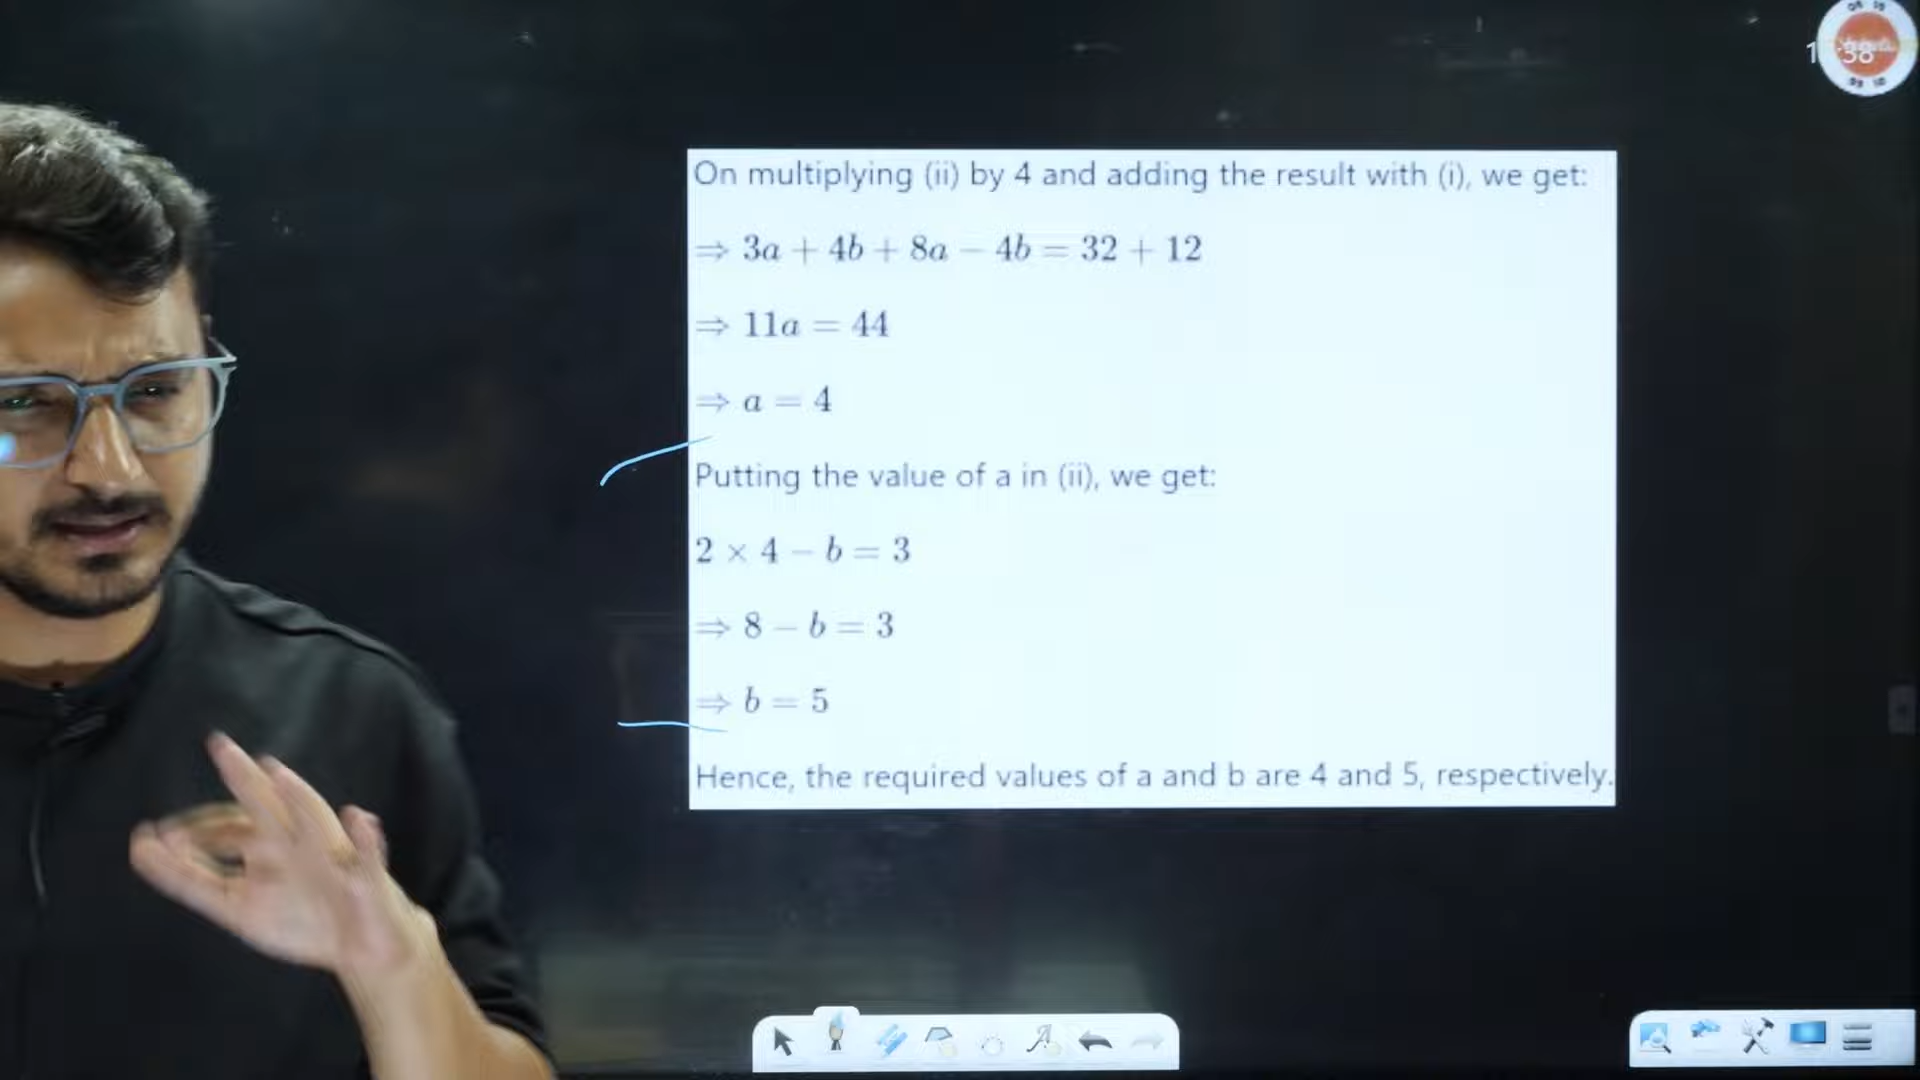 On multiplying (ii) by 4 and adding the result with (i), we get:
⇒ 3a + 4b + 8a − 4b = 32 + 12
⇒ 11a = 44
⇒ a = 4
Putting the value of a in (ii), we get:
2 × 4 − b = 3
⇒ 8 − b = 3
⇒ b = 5
Hence, the required values of a and b are 4 and 5, respectively.